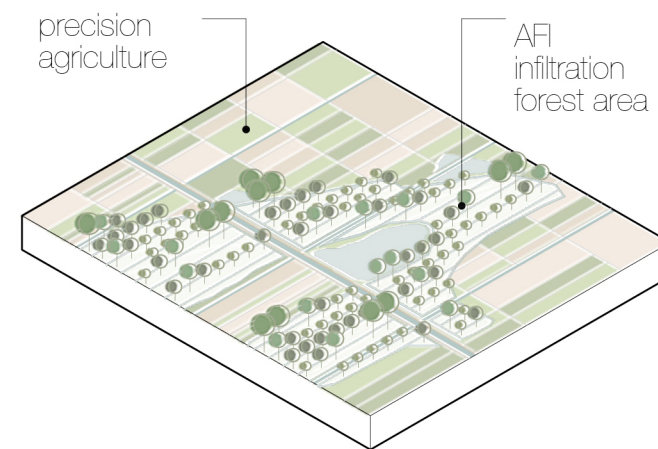 precision
agriculture
AFI
infiltration
forest area